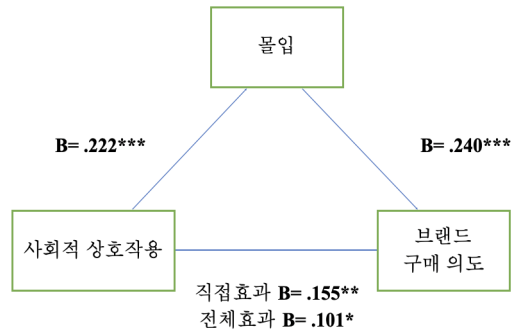 몰입
B= .222***
B= .240***
사회적 상호작용
브랜드
구매 의도
직접효과 B= .155**
전체효과 B= .101*